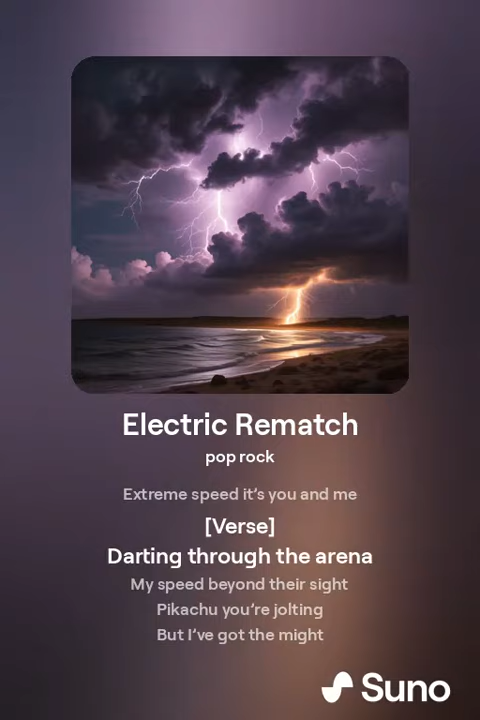 Electric Rematch
pop rock
Extreme speed it’s you and me
[Verse]
Darting through the arena
My speed beyond their sight
Pikachu you’re jolting
But I’ve got the might
Suno